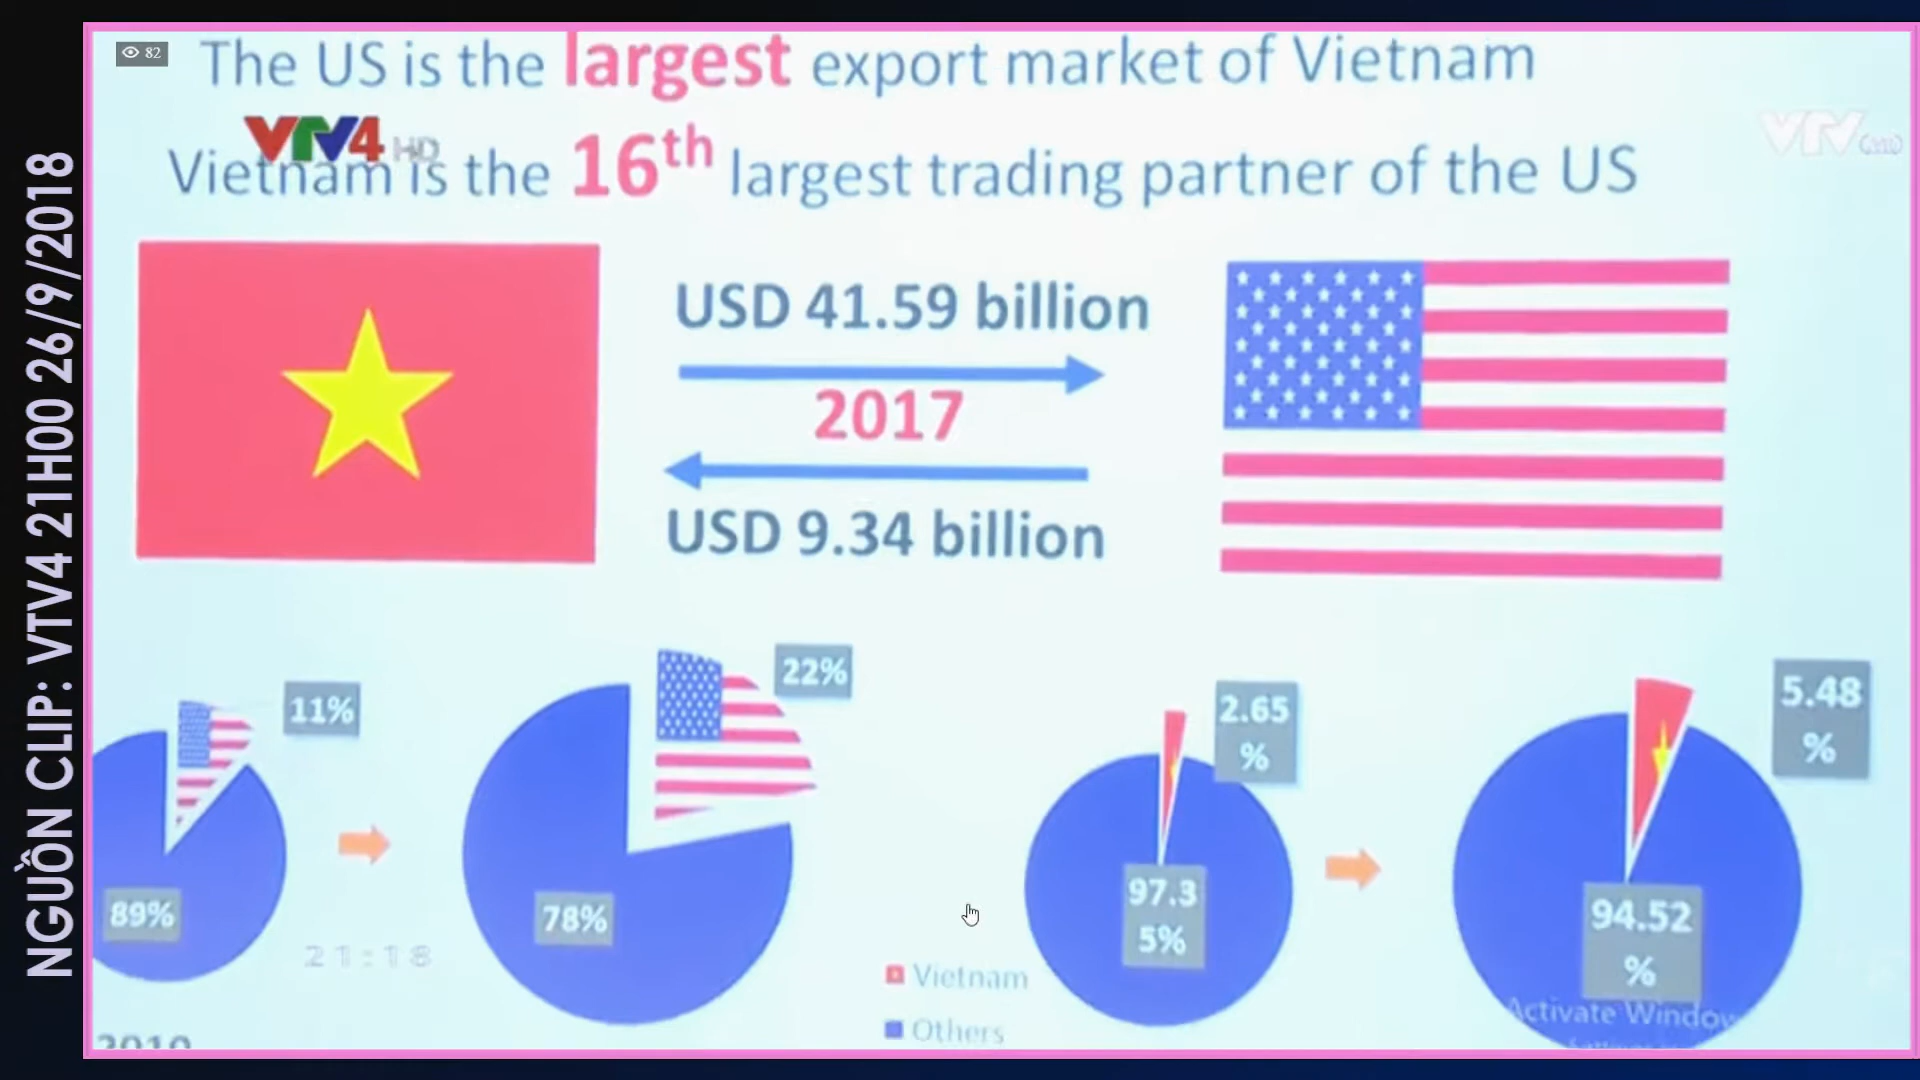 82
The US is the largest export market of Vietnam
VTV4 HD
Vietnam is the 16th largest trading partner of the US
USD 41.59 billion
2017
USD 9.34 billion
11%
89%
22%
78%
2.65
%
97.3
5%
5.48
%
94.52
%
21:18
Vietnam
Others
2010
Activate Window
NGUỒN CLIP: VTV4 21H00 26/9/2018